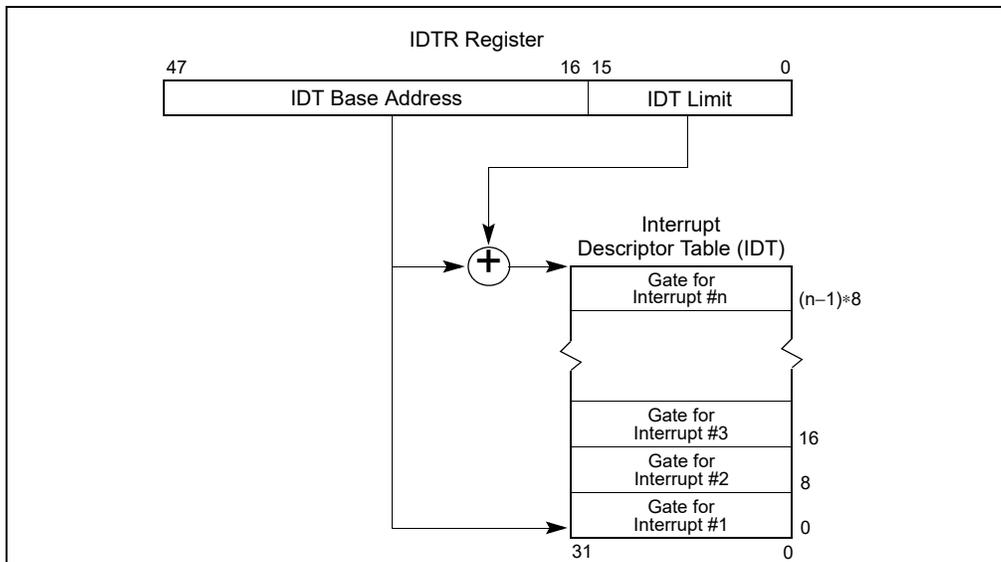 IDTR Register
47 16 15 0
IDT Base Address IDT Limit
Interrupt
Descriptor Table (IDT)
+
Gate for
Interrupt #n
(n−1)∗8
Gate for
Interrupt #3
16
Gate for
Interrupt #2
8
Gate for
Interrupt #1
0
31 0